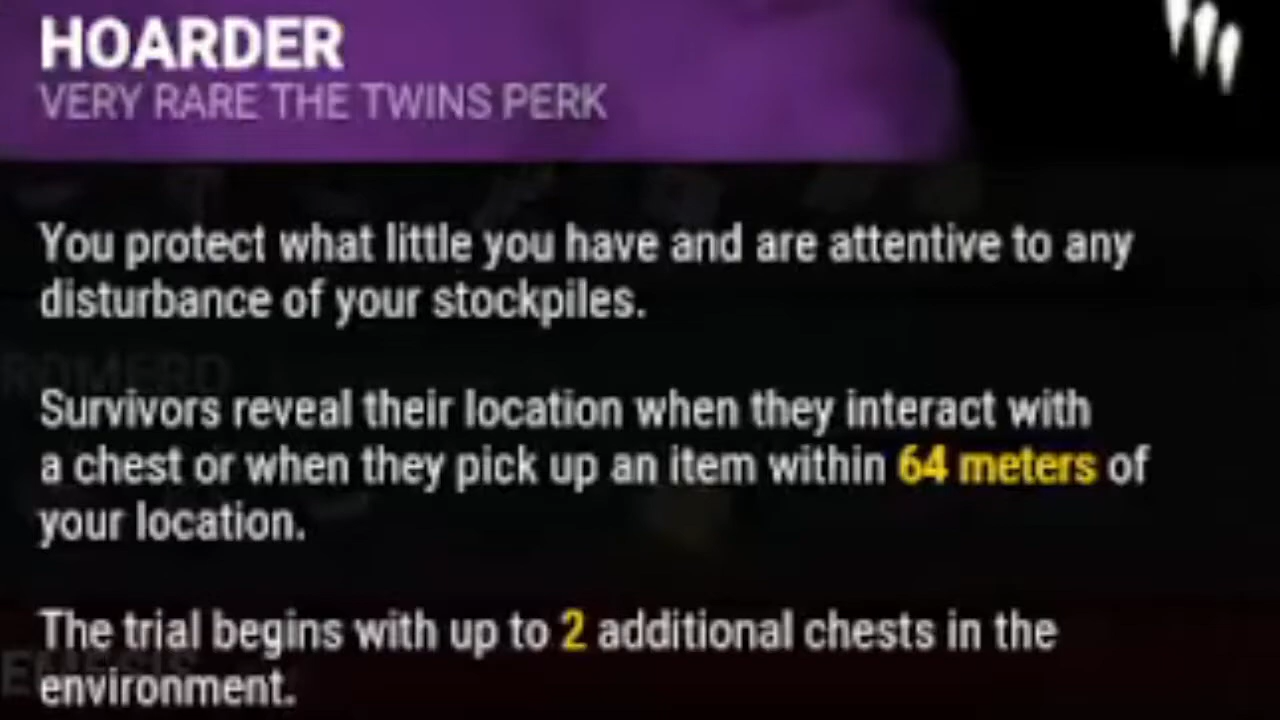 HOARDER
VERY RARE THE TWINS PERK
You protect what little you have and are attentive to any
disturbance of your stockpiles.
ROMERO
Survivors reveal their location when they interact with
a chest or when they pick up an item within 64 meters of
your location.
The trial begins with up to 2 additional chests in the
environment.